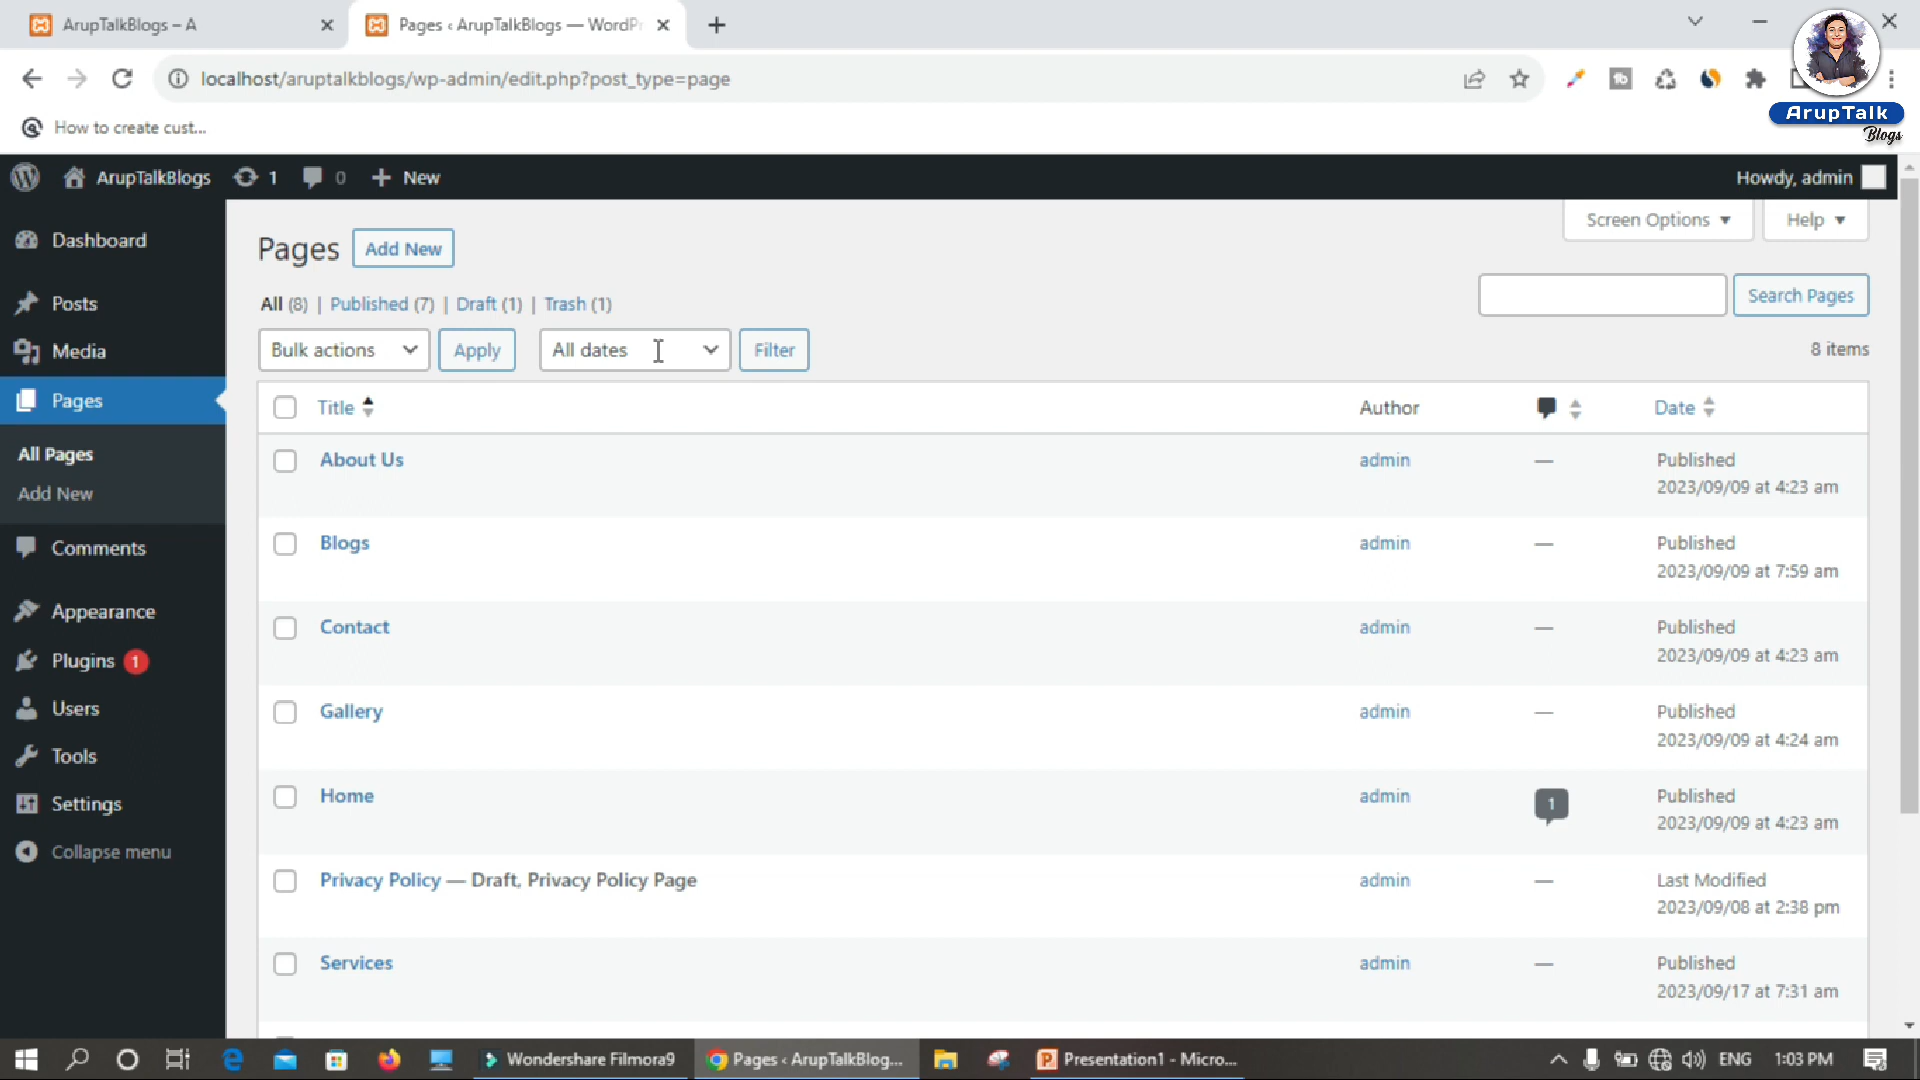 ArupTalkBlogs – A
Pages ‹ ArupTalkBlogs — WordPr
localhost/aruptalkblogs/wp-admin/edit.php?post_type=page
ArupTalk
Blogs
How to create cust...
ArupTalkBlogs 1 0 New
Howdy, admin
Screen Options
Help
Dashboard
Posts
Media
Pages
All Pages
Add New
Comments
Appearance
Plugins 1
Users
Tools
Settings
Collapse menu
Pages Add New
All (8) | Published (7) | Draft (1) | Trash (1)
Search Pages
Bulk actions Apply All dates Filter
8 items
Title Author Date
About Us admin — Published
2023/09/09 at 4:23 am
Blogs admin — Published
2023/09/09 at 7:59 am
Contact admin — Published
2023/09/09 at 4:23 am
Gallery admin — Published
2023/09/09 at 4:24 am
Home admin 1 Published
2023/09/09 at 4:23 am
Privacy Policy — Draft, Privacy Policy Page admin — Last Modified
2023/09/08 at 2:38 pm
Services admin — Published
2023/09/17 at 7:31 am
Wondershare Filmora9
Pages ‹ ArupTalkBlog...
Presentation1 - Micro...
ENG
1:03 PM